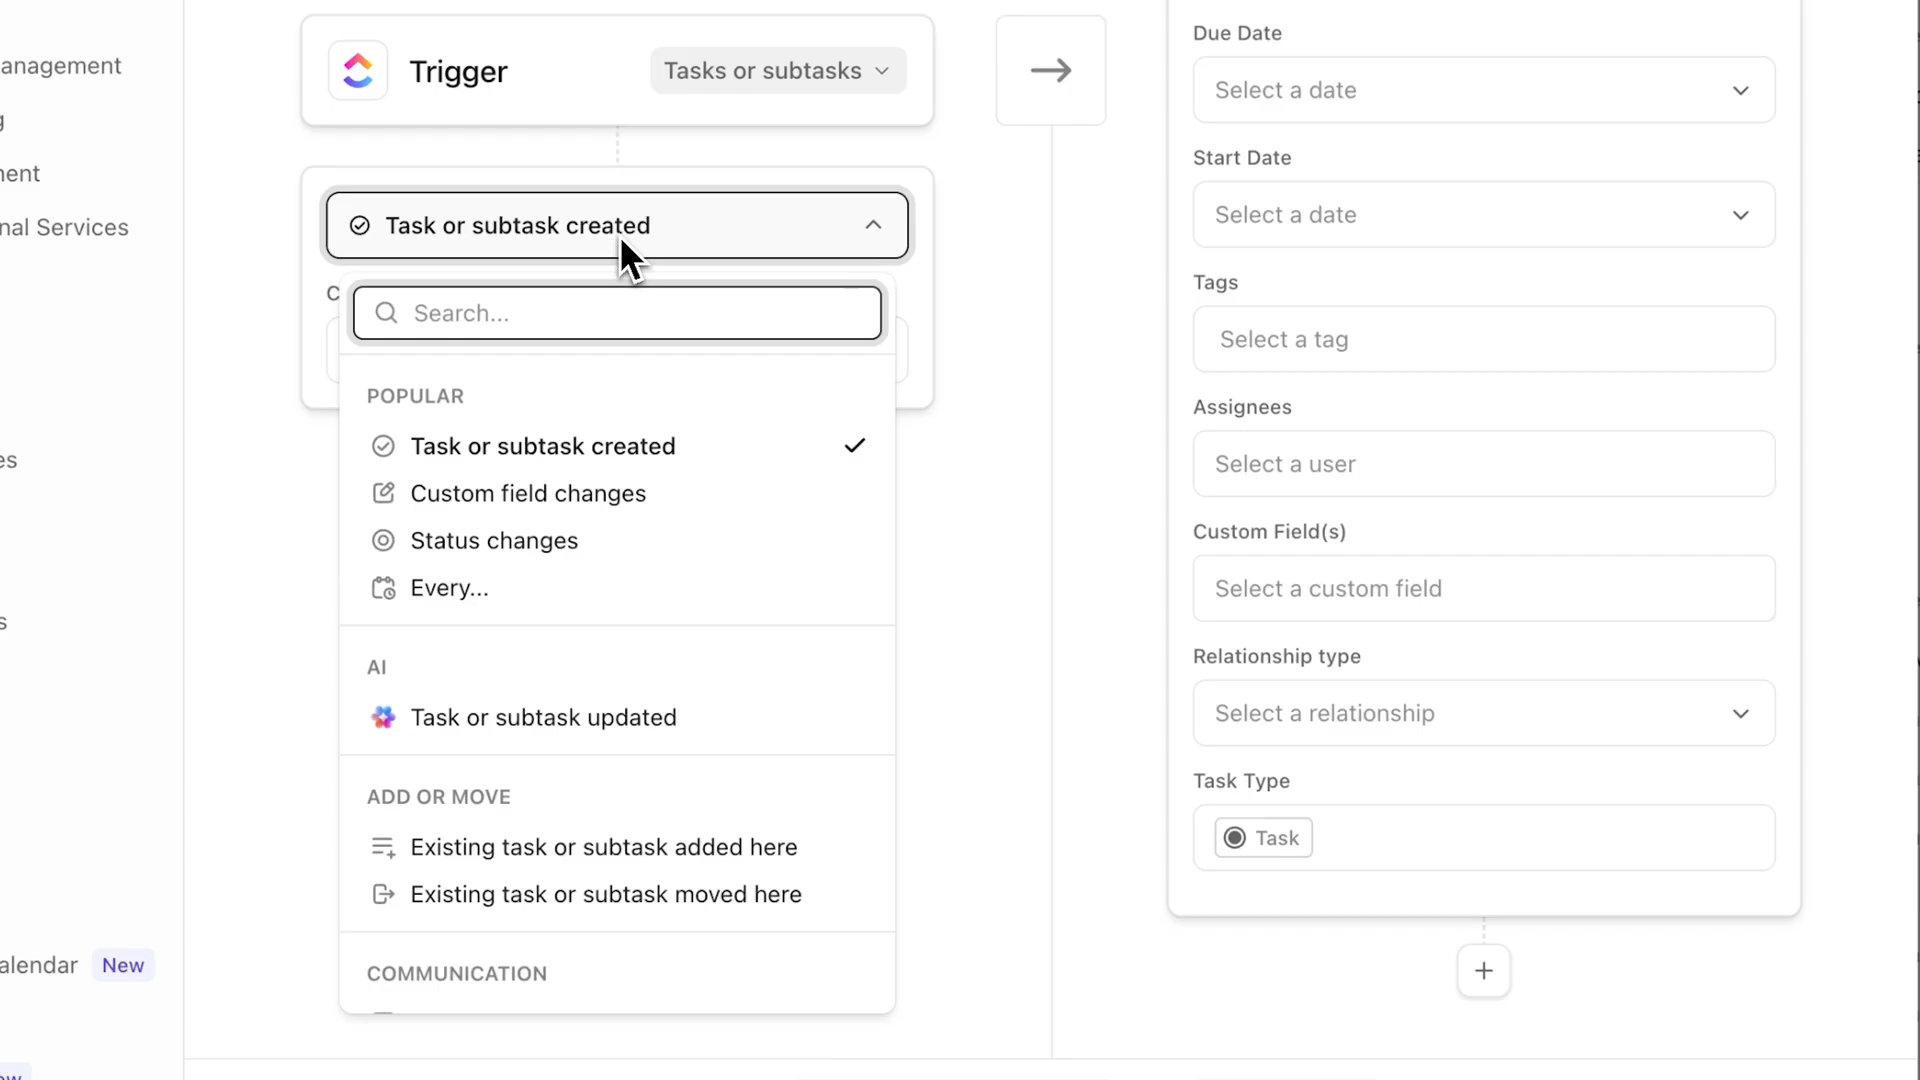 anagement
g
nent
nal Services
es
s
alendar New
Trigger
Tasks or subtasks
Task or subtask created
C
Search...
POPULAR
Task or subtask created
Custom field changes
Status changes
Every...
AI
Task or subtask updated
ADD OR MOVE
Existing task or subtask added here
Existing task or subtask moved here
COMMUNICATION
Due Date
Select a date
Start Date
Select a date
Tags
Select a tag
Assignees
Select a user
Custom Field(s)
Select a custom field
Relationship type
Select a relationship
Task Type
Task